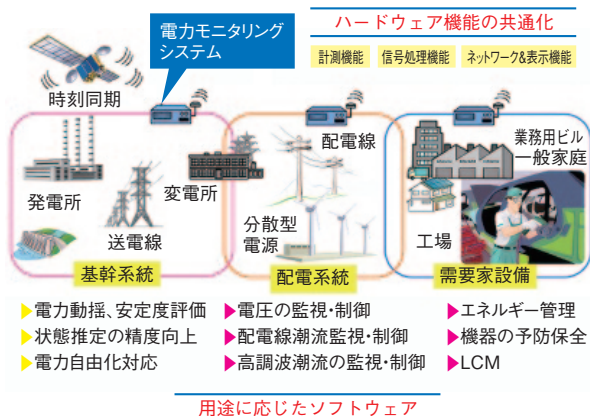 ハードウェア機能の共通化
計測機能 信号処理機能 ネットワーク&表示機能
電力モニタリング
システム
時刻同期
発電所
送電線
変電所
基幹系統
配電線
分散型
電源
配電系統
業務用ビル
一般家庭
工場
需要家設備
▶電力動揺、安定度評価
▶状態推定の精度向上
▶電力自由化対応
▶電圧の監視・制御
▶配電線潮流監視・制御
▶高調波潮流の監視・制御
▶エネルギー管理
▶機器の予防保全
▶LCM
用途に応じたソフトウェア